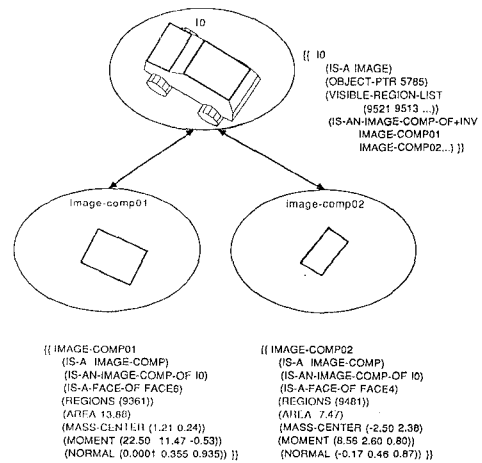 I0
{{ I0
(IS-A IMAGE)
(OBJECT-PTR 5785)
(VISIBLE-REGION-LIST
(9521 9513 ...))
(IS-AN-IMAGE-COMP-OF+INV
IMAGE-COMP01
IMAGE-COMP02...) }}
image-comp01
image-comp02
{{ IMAGE-COMP01
(IS-A IMAGE-COMP)
(IS-AN-IMAGE-COMP-OF I0)
(IS-A-FACE-OF FACE6)
(REGIONS (9361))
(AREA 13.88)
(MASS-CENTER (1.21 0.24))
(MOMENT (22.50 11.47 -0.53))
(NORMAL (0.0001 0.355 0.935)) }}
{{ IMAGE-COMP02
(IS-A IMAGE-COMP)
(IS-AN-IMAGE-COMP-OF I0)
(IS-A-FACE-OF FACE4)
(REGIONS (9481))
(AREA 7.47)
(MASS-CENTER (-2.50 2.38)
(MOMENT (8.56 2.60 0.80))
(NORMAL (-0.17 0.46 0.87)) }}